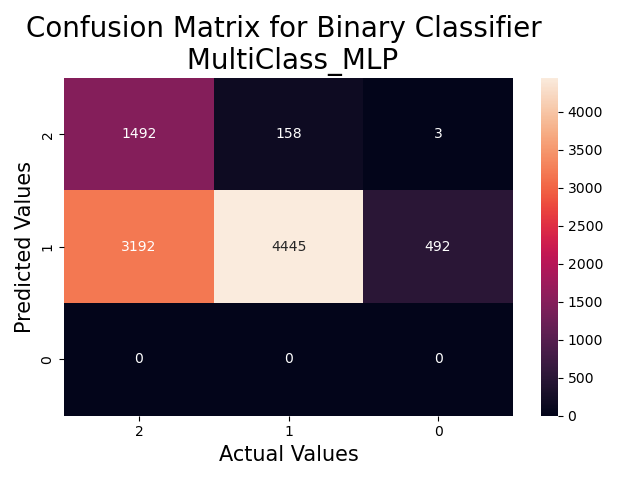 Confusion Matrix for Binary Classifier
MultiClass_MLP
Predicted Values
2
1492 158 3
1
3192 4445 492
0
0 0 0
2 1 0
Actual Values
4000
3500
3000
2500
2000
1500
1000
500
0